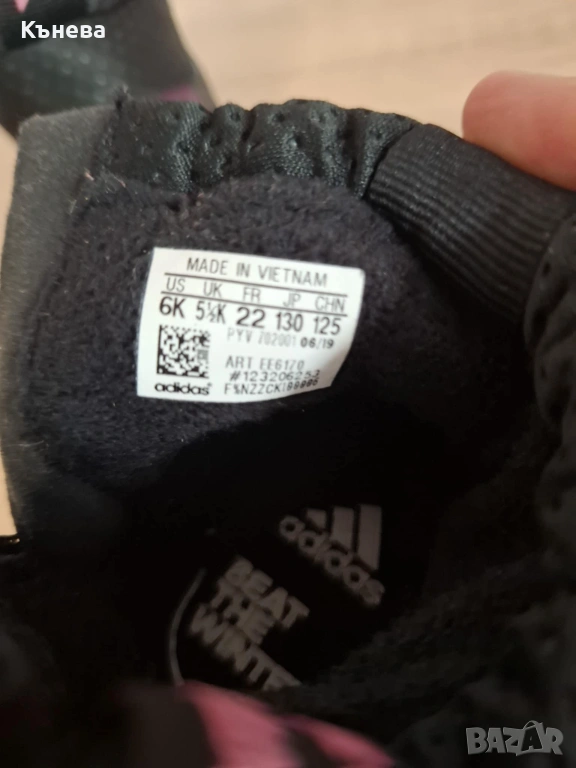 Кънева
MADE IN VIETNAM
US UK FR JP CHN
6K 5½K 22 130 125
PYV 702001 06/19
ART EE6170
#123206253
adidas
adidas
BEAT
THE
WINTER
BAZAR